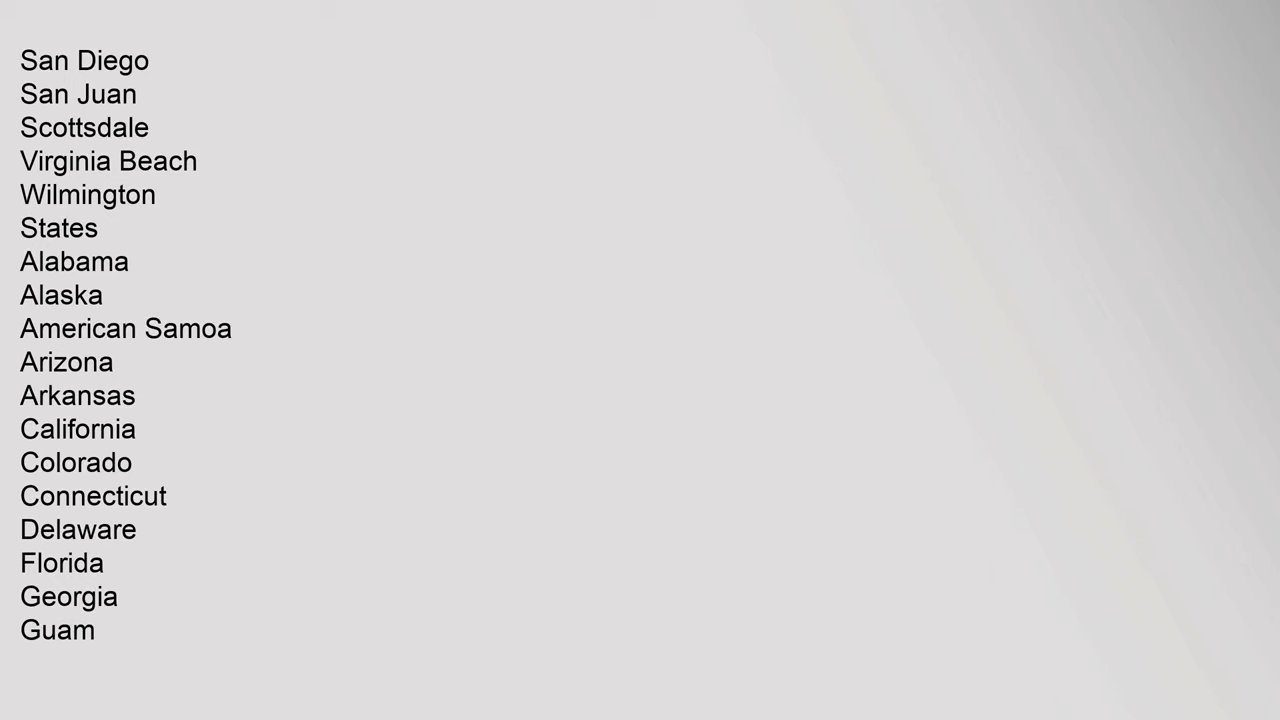 San Diego
San Juan
Scottsdale
Virginia Beach
Wilmington
States
Alabama
Alaska
American Samoa
Arizona
Arkansas
California
Colorado
Connecticut
Delaware
Florida
Georgia
Guam